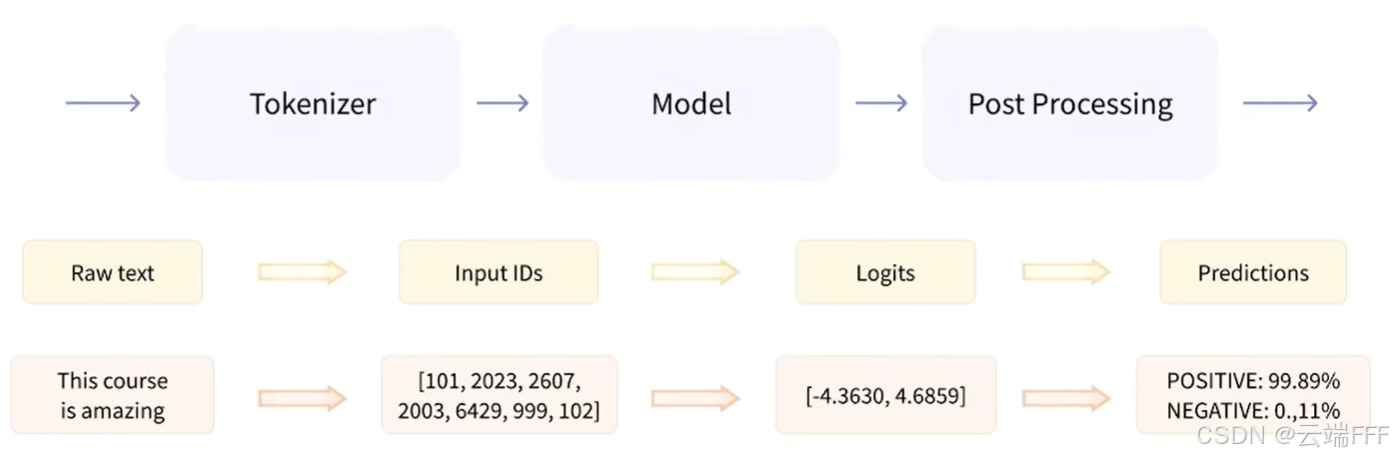 Tokenizer
Model
Post Processing
Raw text
Input IDs
Logits
Predictions
This course
is amazing
[101, 2023, 2607,
2003, 6429, 999, 102]
[-4.3630, 4.6859]
POSITIVE: 99.89%
NEGATIVE: 0.,11%
CSDN @云端FFF